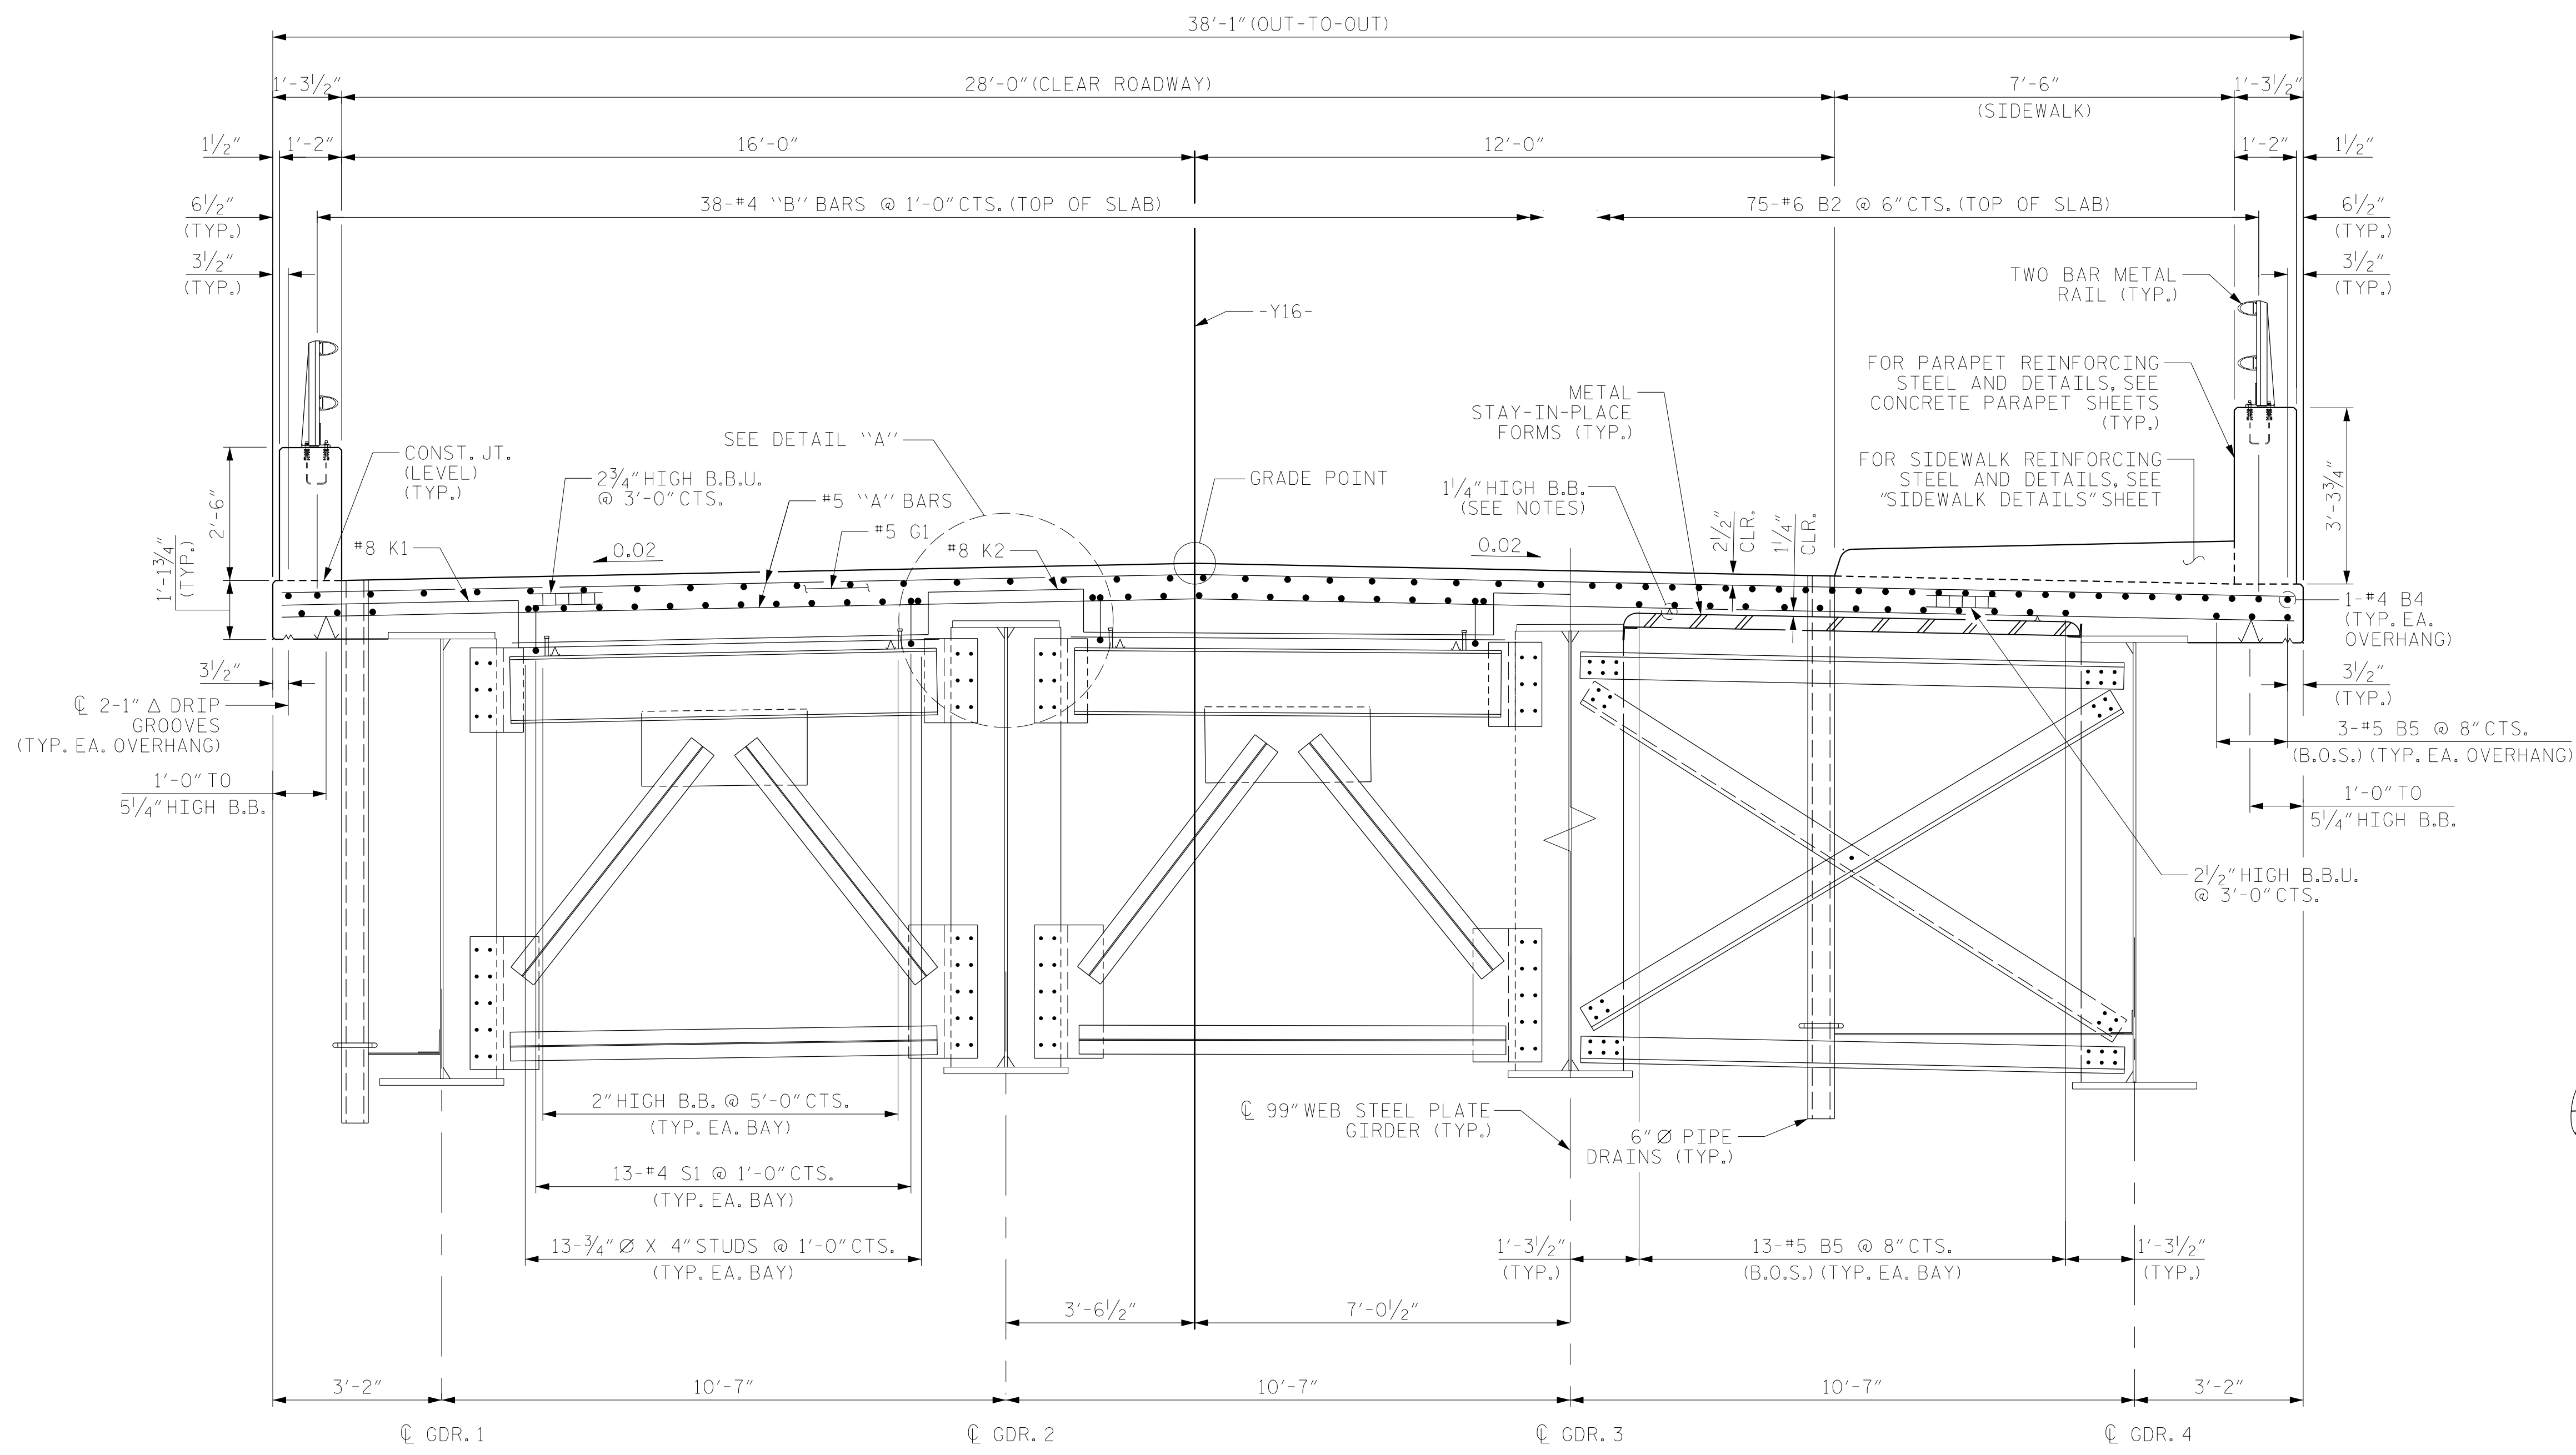 38'-1" (OUT-TO-OUT)
1'-3½"
28'-0" (CLEAR ROADWAY)
7'-6"
(SIDEWALK)
1'-3½"
1½"
1'-2"
16'-0"
12'-0"
1'-2"
1½"
6½"
(TYP.)
38-#4 ‘‘B’’ BARS @ 1'-0" CTS. (TOP OF SLAB)
75-#6 B2 @ 6" CTS. (TOP OF SLAB)
6½"
(TYP.)
3½"
(TYP.)
3½"
(TYP.)
TWO BAR METAL
RAIL (TYP.)
-Y16-
FOR PARAPET REINFORCING
STEEL AND DETAILS, SEE
CONCRETE PARAPET SHEETS
(TYP.)
METAL
STAY-IN-PLACE
FORMS (TYP.)
SEE DETAIL ‘‘A’’
CONST. JT.
(LEVEL)
(TYP.)
2¾" HIGH B.B.U.
@ 3'-0" CTS.
#5 ‘‘A’’ BARS
#5 G1
GRADE POINT
1¼" HIGH B.B.
(SEE NOTES)
FOR SIDEWALK REINFORCING
STEEL AND DETAILS, SEE
"SIDEWALK DETAILS" SHEET
2'-6"
3'-3¾"
1'-1¾"
(TYP.)
#8 K1
0.02
#8 K2
0.02
2½"
CLR.
1¼"
CLR.
1-#4 B4
(TYP. EA.
OVERHANG)
3½"
3½"
(TYP.)
℄ 2-1" △ DRIP
GROOVES
(TYP. EA. OVERHANG)
3-#5 B5 @ 8" CTS.
(B.O.S.) (TYP. EA. OVERHANG)
1'-0" TO
5¼" HIGH B.B.
1'-0" TO
5¼" HIGH B.B.
2½" HIGH B.B.U.
@ 3'-0" CTS.
2" HIGH B.B. @ 5'-0" CTS.
(TYP. EA. BAY)
℄ 99" WEB STEEL PLATE
GIRDER (TYP.)
6" Ø PIPE
DRAINS (TYP.)
13-#4 S1 @ 1'-0" CTS.
(TYP. EA. BAY)
13-¾" Ø X 4" STUDS @ 1'-0" CTS.
(TYP. EA. BAY)
1'-3½"
(TYP.)
13-#5 B5 @ 8" CTS.
(B.O.S.) (TYP. EA. BAY)
1'-3½"
(TYP.)
3'-6½"
7'-0½"
3'-2"
10'-7"
10'-7"
10'-7"
3'-2"
℄ GDR. 1
℄ GDR. 2
℄ GDR. 3
℄ GDR. 4